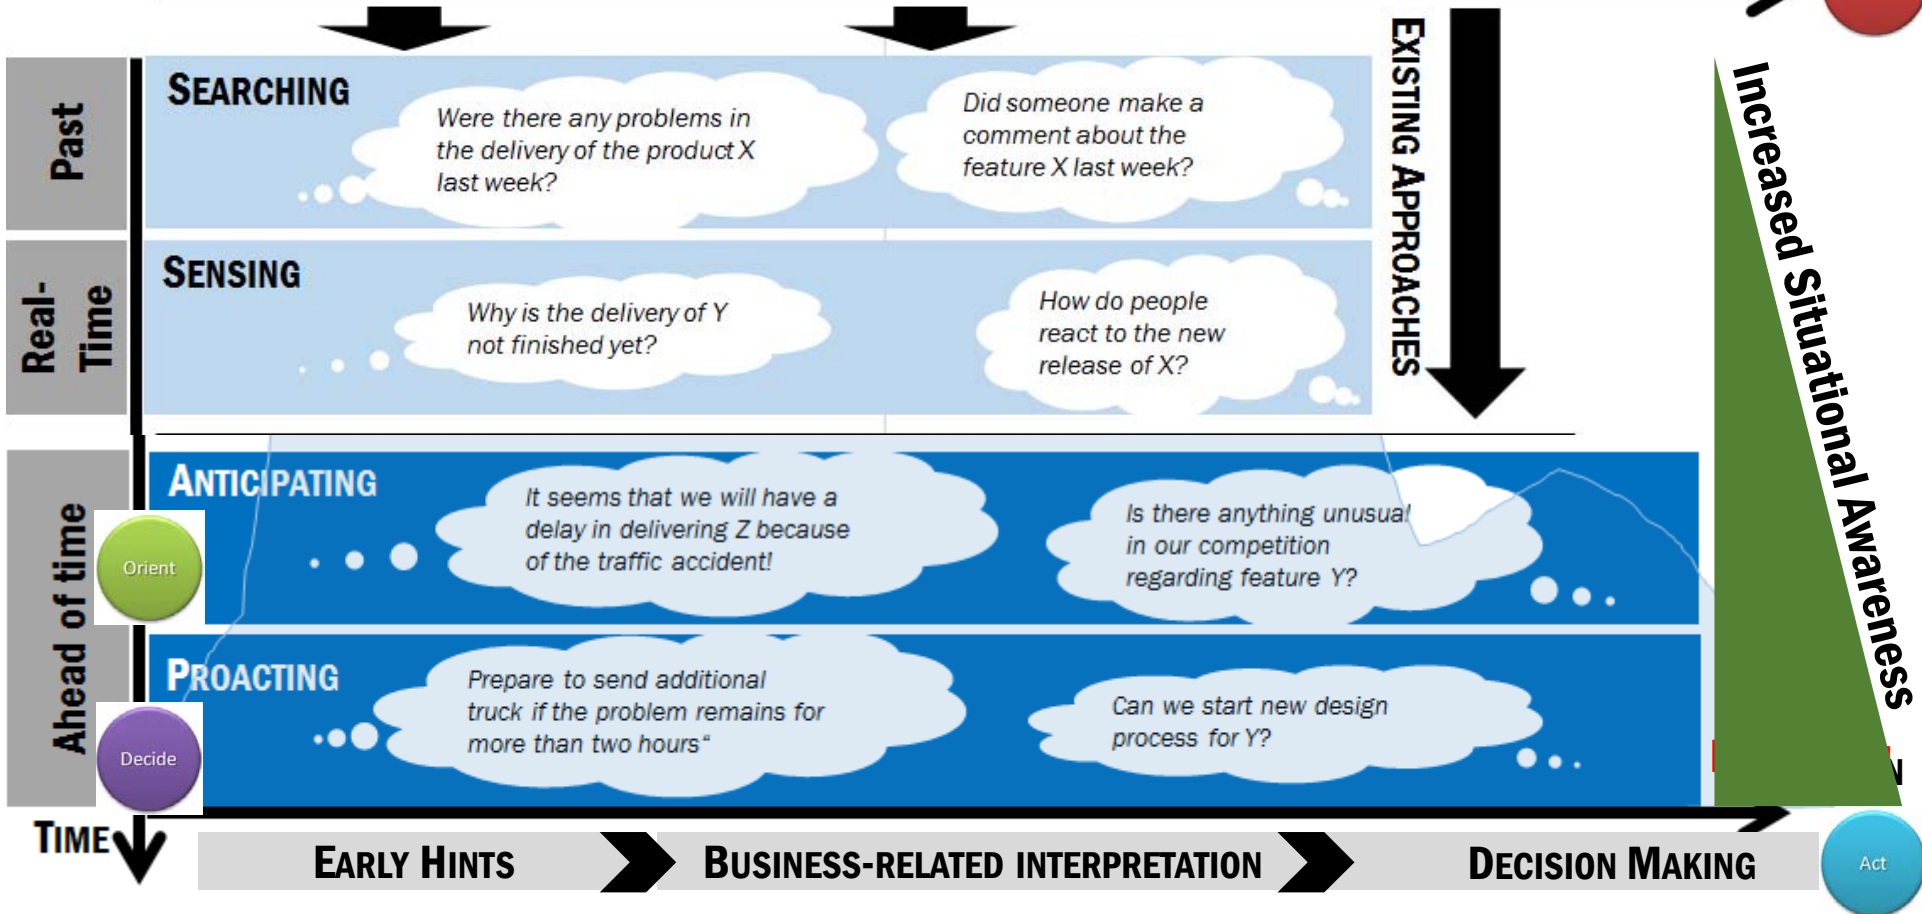 Past
SEARCHING
Were there any problems in
the delivery of the product X
last week?
Did someone make a
comment about the
feature X last week?
EXISTING APPROACHES
Increased Situational Awareness
Real-
Time
SENSING
Why is the delivery of Y
not finished yet?
How do people
react to the new
release of X?
Ahead of time
ANTICIPATING
It seems that we will have a
delay in delivering Z because
of the traffic accident!
Is there anything unusual
in our competition
regarding feature Y?
Orient
PROACTING
Prepare to send additional
truck if the problem remains for
more than two hours“
Can we start new design
process for Y?
Decide
N
TIME
EARLY HINTS
BUSINESS-RELATED INTERPRETATION
DECISION MAKING
Act